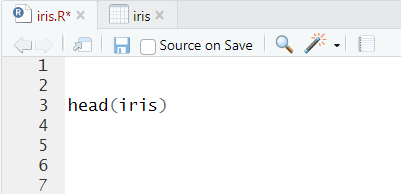 R iris.R* × iris ×
Source on Save
1
2
3 head(iris)
4
5
6
7